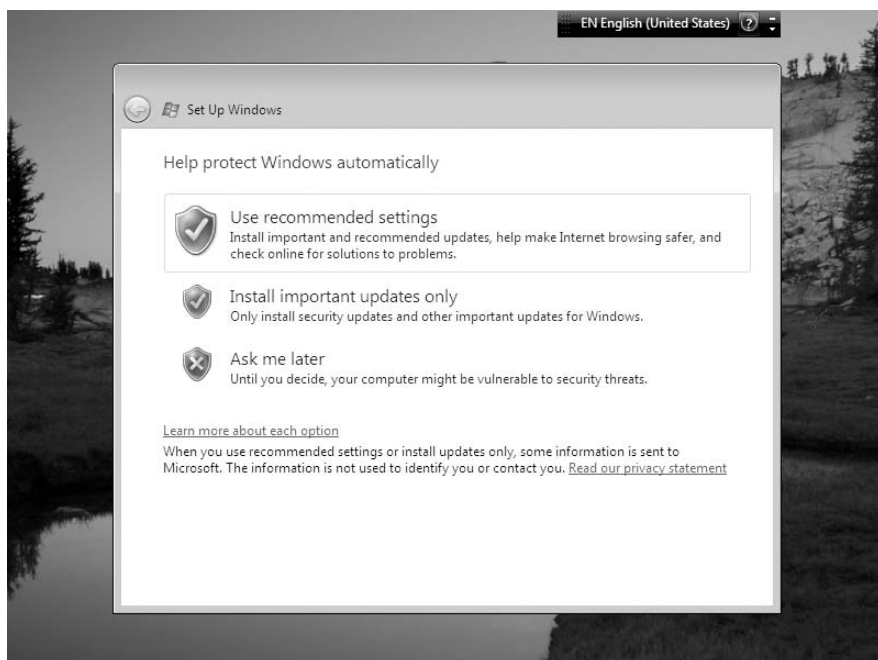 EN English (United States) ?
Set Up Windows
Help protect Windows automatically
Use recommended settings
Install important and recommended updates, help make Internet browsing safer, and
check online for solutions to problems.
Install important updates only
Only install security updates and other important updates for Windows.
Ask me later
Until you decide, your computer might be vulnerable to security threats.
Learn more about each option
When you use recommended settings or install updates only, some information is sent to
Microsoft. The information is not used to identify you or contact you. Read our privacy statement